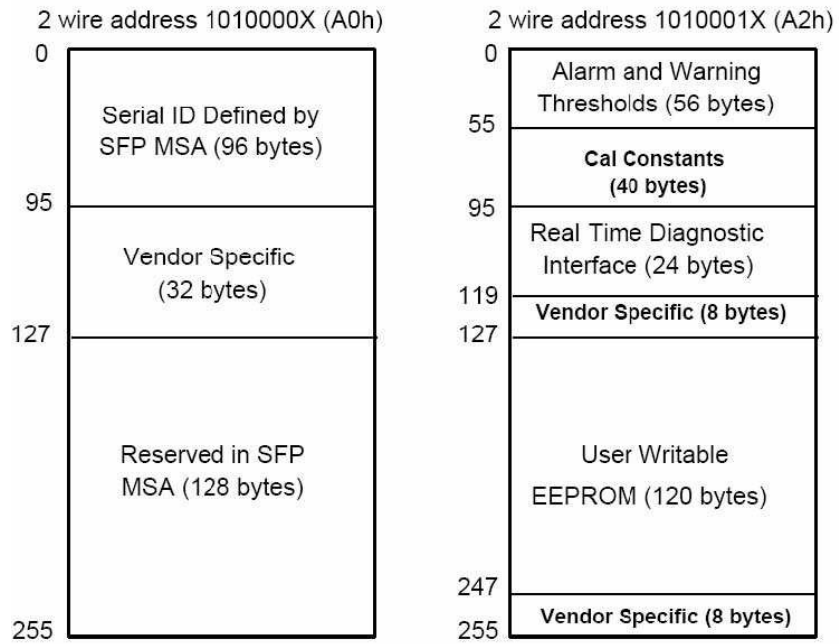 2 wire address 1010000X (A0h)
0
Serial ID Defined by
SFP MSA (96 bytes)
95
Vendor Specific
(32 bytes)
127
Reserved in SFP
MSA (128 bytes)
255
2 wire address 1010001X (A2h)
0
Alarm and Warning
Thresholds (56 bytes)
55
Cal Constants
(40 bytes)
95
Real Time Diagnostic
Interface (24 bytes)
119
Vendor Specific (8 bytes)
127
User Writable
EEPROM (120 bytes)
247
Vendor Specific (8 bytes)
255